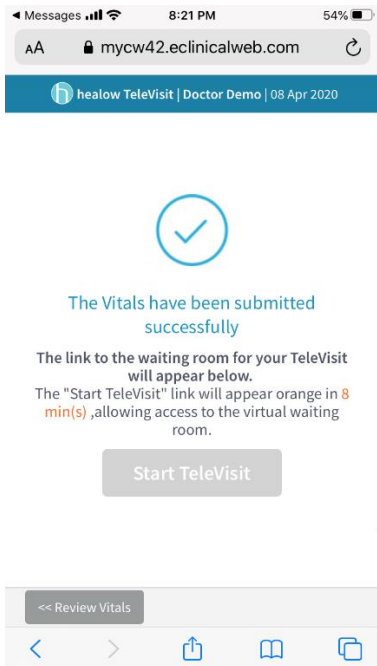 Messages 8:21 PM 54%
AA mycw42.eclinicalweb.com
h healow TeleVisit | Doctor Demo | 08 Apr 2020
The Vitals have been submitted
successfully
The link to the waiting room for your TeleVisit
will appear below.
The "Start TeleVisit" link will appear orange in 8
min(s) ,allowing access to the virtual waiting
room.
Start TeleVisit
<< Review Vitals